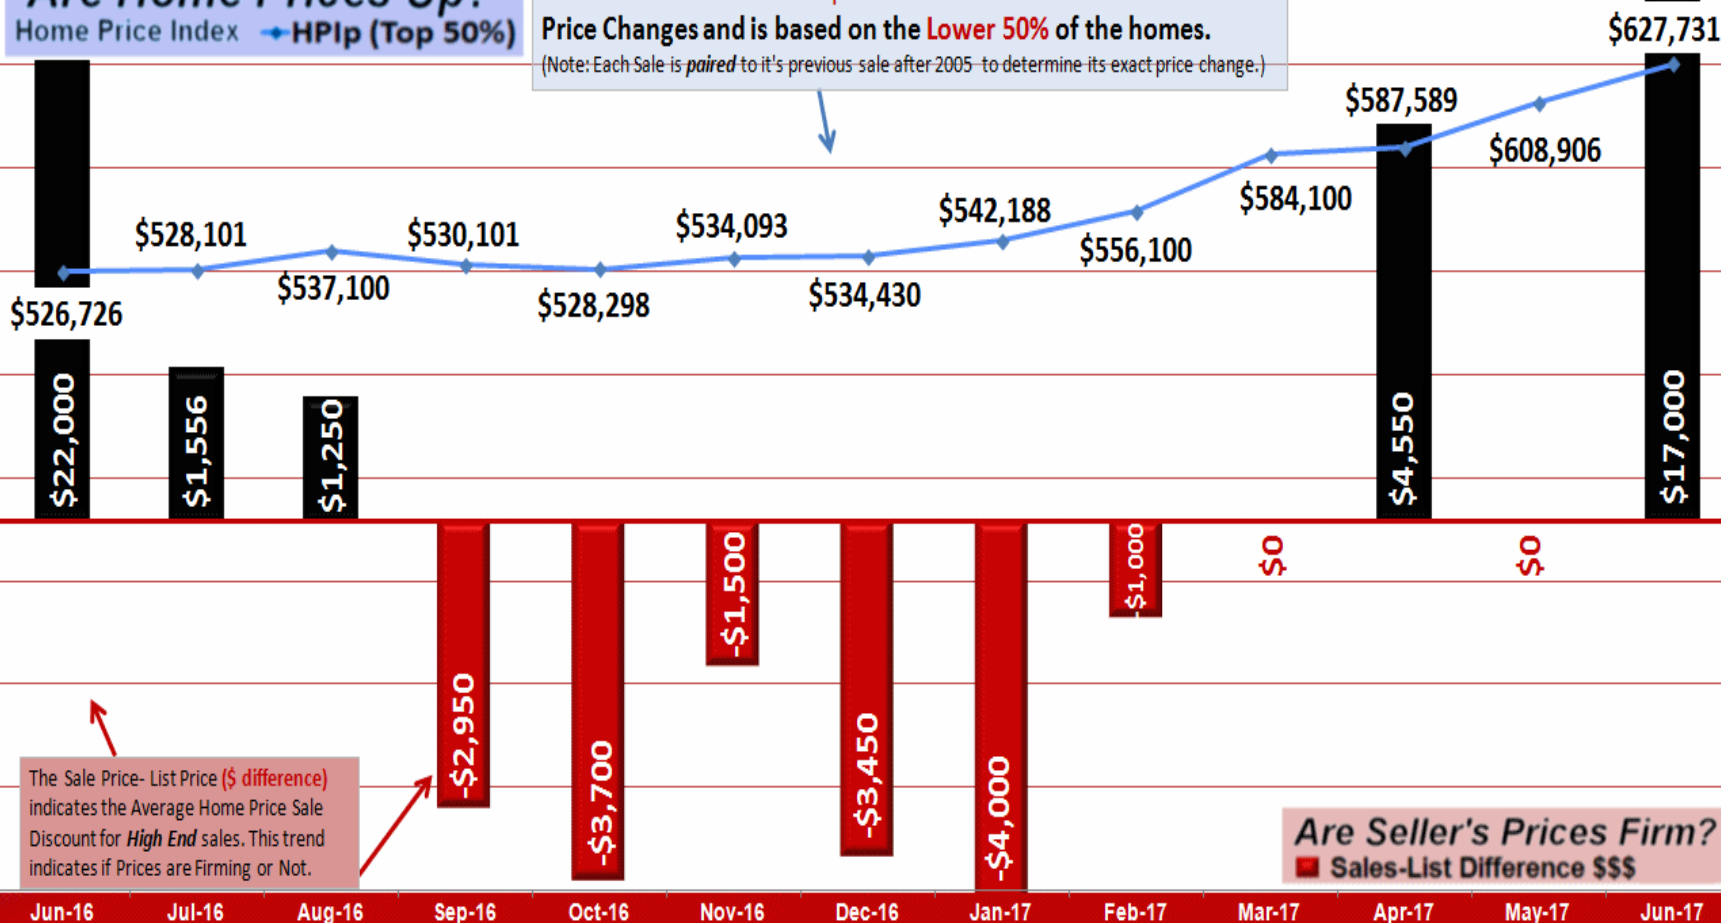 Are Home Prices Up?
Home Price Index HPIp (Top 50%)
Price Changes and is based on the Lower 50% of the homes.
(Note: Each Sale is paired to it's previous sale after 2005 to determine its exact price change.)
$627,731
$587,589
$608,906
$584,100
$542,188
$556,100
$534,093
$534,430
$530,101
$528,298
$528,101
$537,100
$526,726
$22,000
$1,556
$1,250
$4,550
$17,000
-$2,950
-$3,700
-$1,500
-$3,450
-$4,000
-$1,000
$0
$0
The Sale Price- List Price ($ difference)
indicates the Average Home Price Sale
Discount for High End sales. This trend
indicates if Prices are Firming or Not.
Are Seller's Prices Firm?
Sales-List Difference $$$
Jun-16 Jul-16 Aug-16 Sep-16 Oct-16 Nov-16 Dec-16 Jan-17 Feb-17 Mar-17 Apr-17 May-17 Jun-17